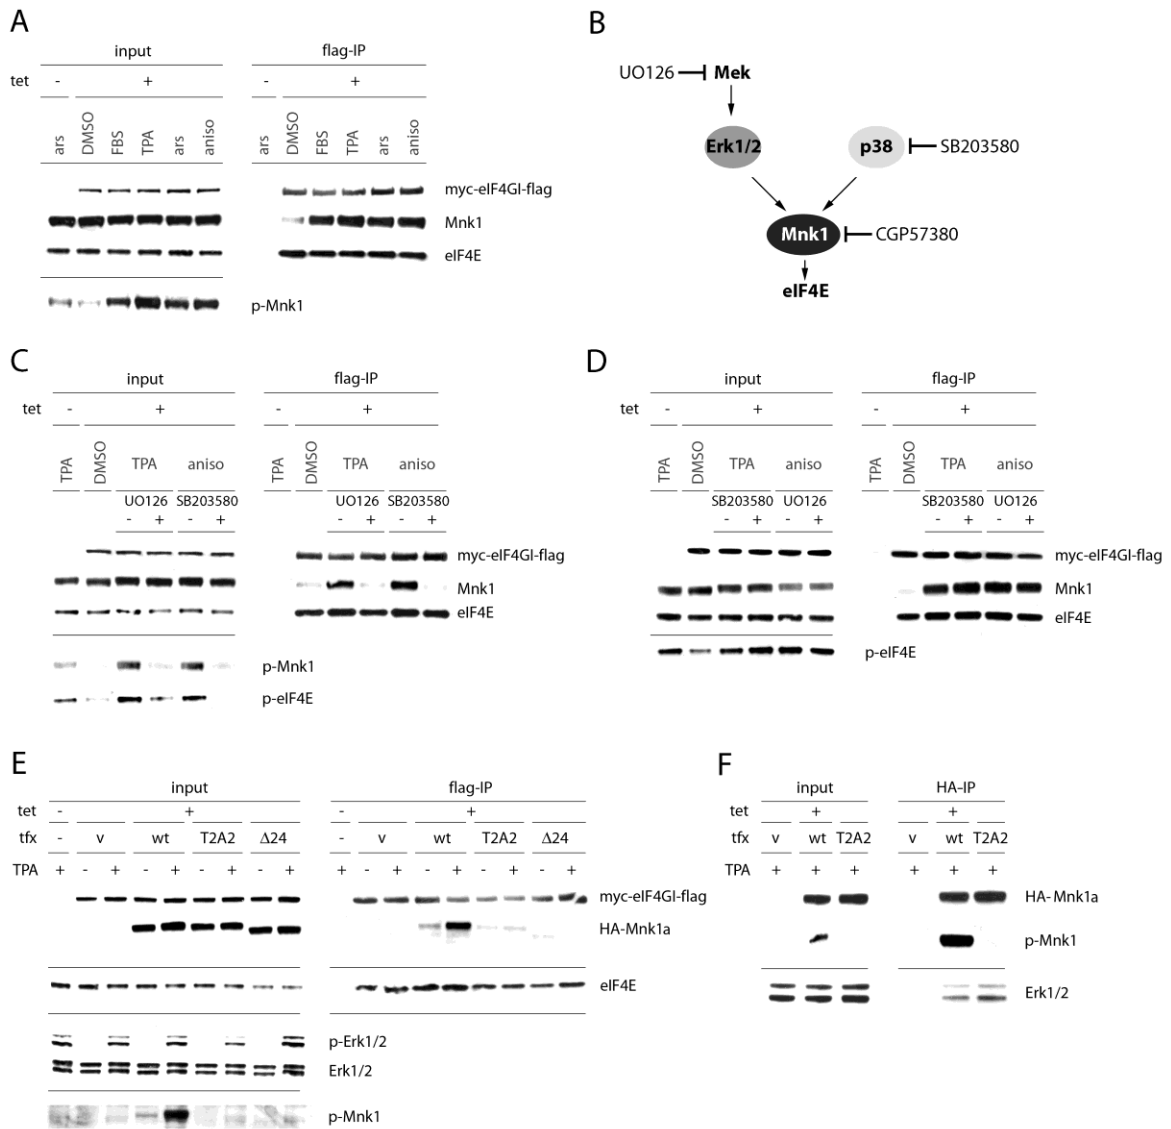 A
input
flag-IP
tet - + - +
ars DMSO FBS TPA ars aniso ars DMSO FBS TPA ars aniso
myc-eIF4GI-flag
Mnk1
eIF4E
p-Mnk1
B
UO126 Mek
Erk1/2 p38 SB203580
Mnk1 CGP57380
eIF4E
C
input
flag-IP
tet - + - +
TPA DMSO TPA aniso TPA DMSO TPA aniso
UO126 SB203580 UO126 SB203580
- + - + - + - +
myc-eIF4GI-flag
Mnk1
eIF4E
p-Mnk1
p-eIF4E
D
input
flag-IP
tet - + - +
TPA DMSO TPA aniso TPA DMSO TPA aniso
SB203580 UO126 SB203580 UO126
- + - + - + - +
myc-eIF4GI-flag
Mnk1
eIF4E
p-eIF4E
E
input
flag-IP
tet - + - +
tfx - v wt T2A2 Δ24 - v wt T2A2 Δ24
TPA + - + - + - + - + + - + - + - + - +
myc-eIF4GI-flag
HA-Mnk1a
eIF4E
p-Erk1/2
Erk1/2
p-Mnk1
F
input
HA-IP
tet + +
tfx v wt T2A2 v wt T2A2
TPA + + + + + +
HA-Mnk1a
p-Mnk1
Erk1/2